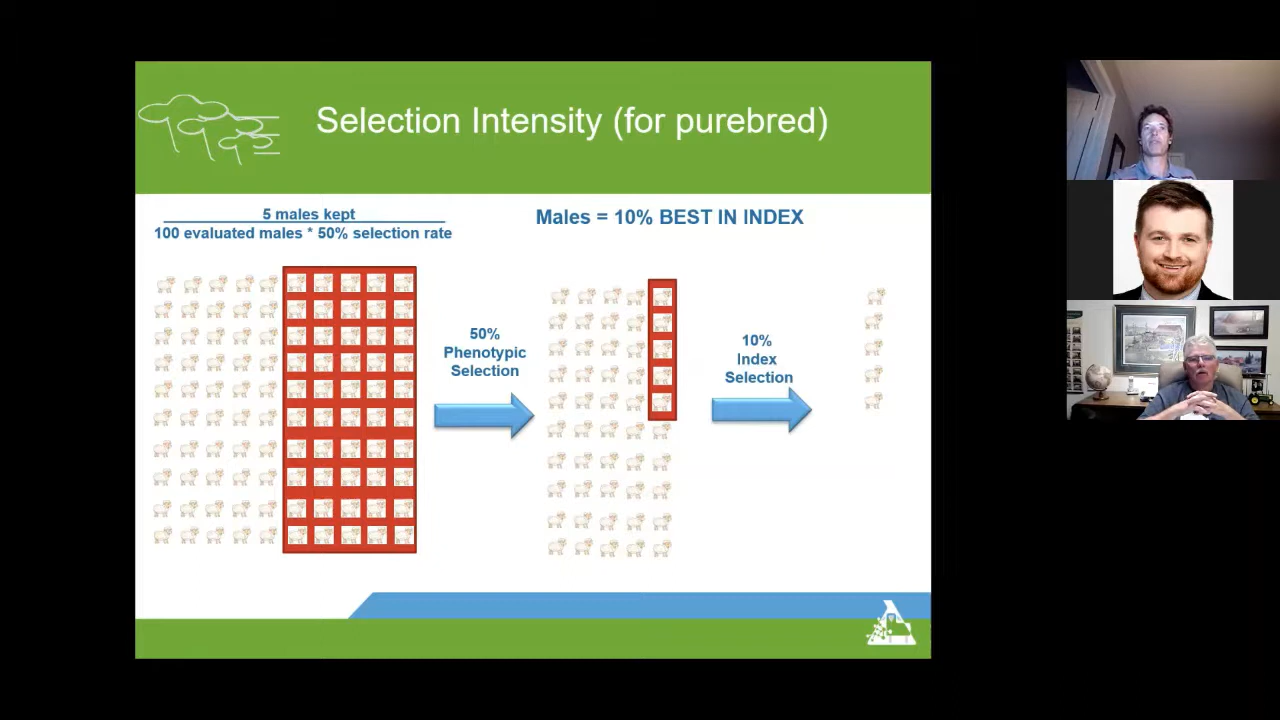 Selection Intensity (for purebred)
5 males kept
100 evaluated males * 50% selection rate
Males = 10% BEST IN INDEX
50%
Phenotypic
Selection
10%
Index
Selection